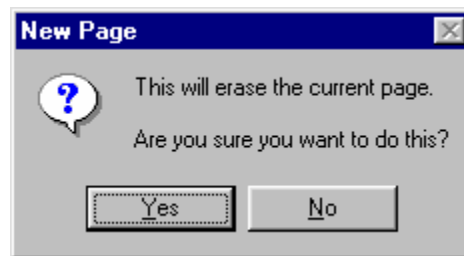 New Page
?
This will erase the current page.
Are you sure you want to do this?
Yes
No